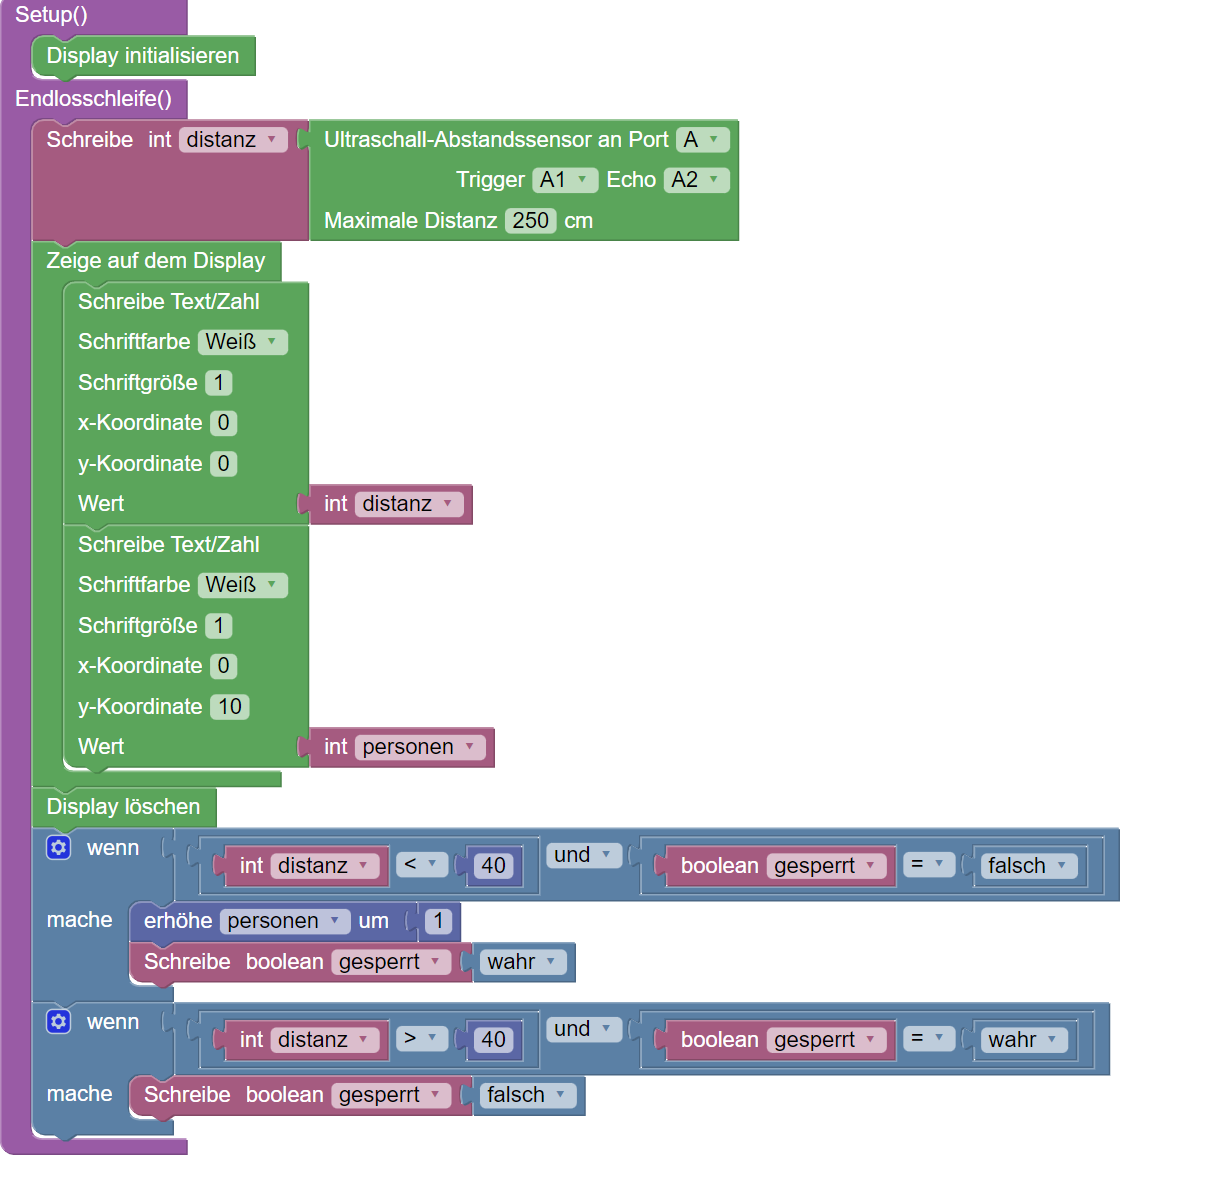 Setup()
Display initialisieren
Endlosschleife()
Schreibe int distanz Ultraschall-Abstandssensor an Port A
Trigger A1 Echo A2
Maximale Distanz 250 cm
Zeige auf dem Display
Schreibe Text/Zahl
Schriftfarbe Weiß
Schriftgröße 1
x-Koordinate 0
y-Koordinate 0
Wert int distanz
Schreibe Text/Zahl
Schriftfarbe Weiß
Schriftgröße 1
x-Koordinate 0
y-Koordinate 10
Wert int personen
Display löschen
wenn int distanz < 40 und boolean gesperrt = falsch
mache erhöhe personen um 1
Schreibe boolean gesperrt wahr
wenn int distanz > 40 und boolean gesperrt = wahr
mache Schreibe boolean gesperrt falsch